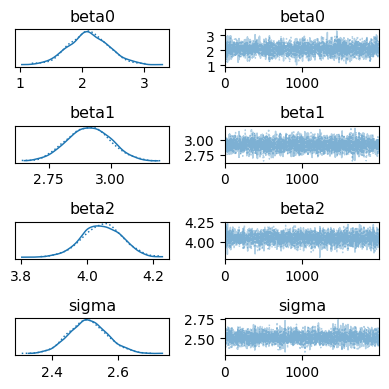 beta0 beta0
3
2
1
1 2 3 0 1000
beta1 beta1
3.00
2.75
2.75 3.00 0 1000
beta2 beta2
4.25
4.00
3.8 4.0 4.2 0 1000
sigma sigma
2.75
2.50
2.4 2.6 0 1000